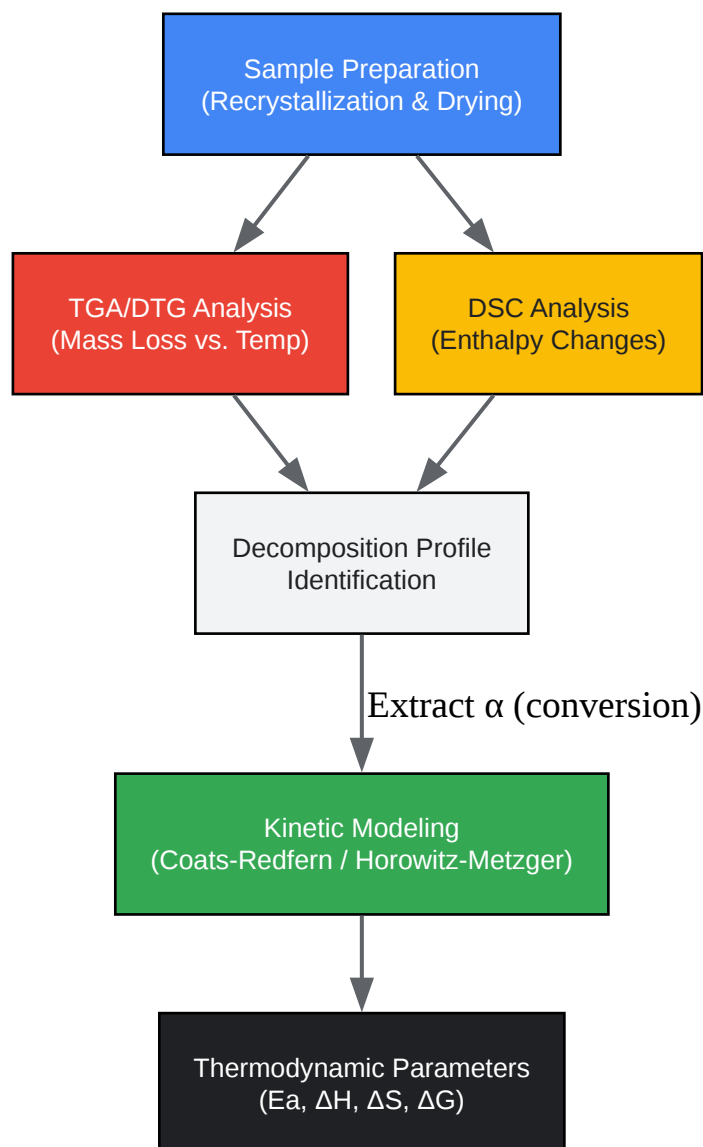 Sample Preparation
(Recrystallization & Drying)
TGA/DTG Analysis
(Mass Loss vs. Temp)
DSC Analysis
(Enthalpy Changes)
Decomposition Profile
Identification
Extract α (conversion)
Kinetic Modeling
(Coats-Redfern / Horowitz-Metzger)
Thermodynamic Parameters
(Ea, ΔH, ΔS, ΔG)